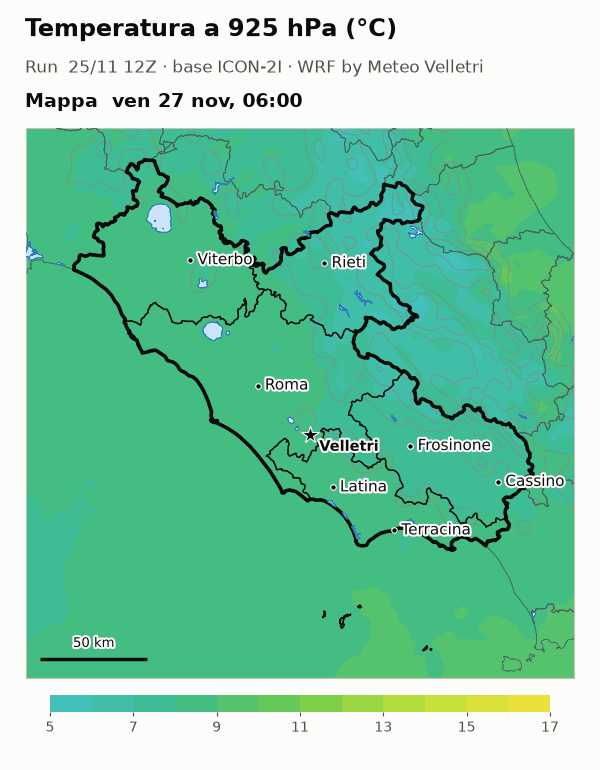 Temperatura a 925 hPa (°C)
Run  25/11 12Z · base ICON-2I · WRF by Meteo Velletri
Mappa  ven 27 nov, 06:00
Viterbo
Rieti
Roma
Velletri
Frosinone
Cassino
Latina
Terracina
50 km
5 7 9 11 13 15 17